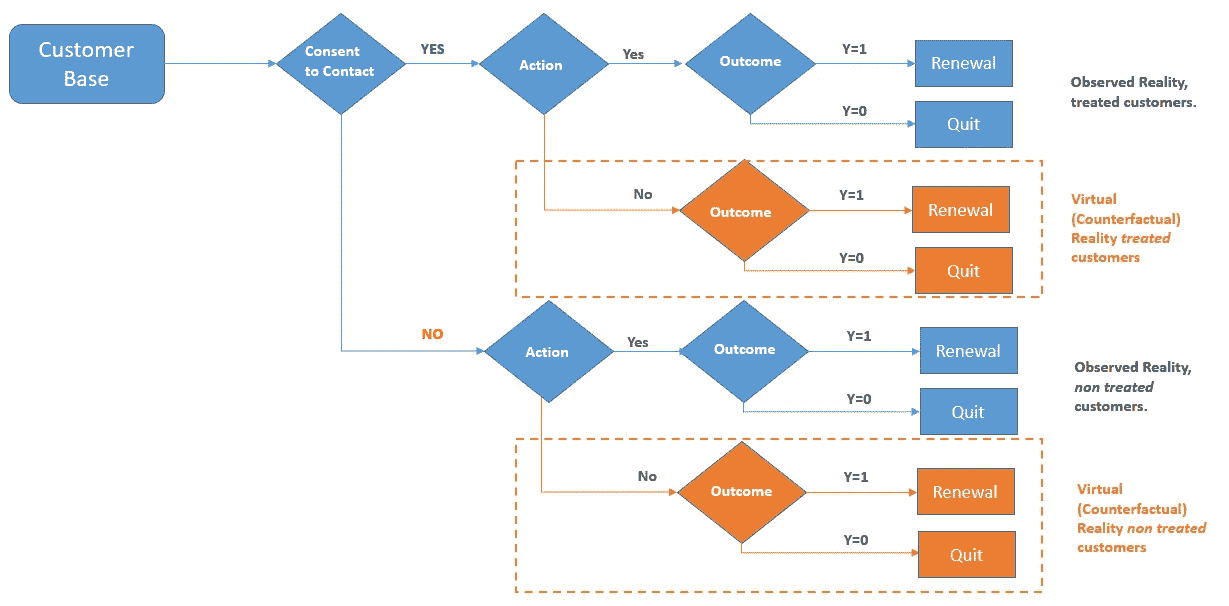 Customer
Base
Consent
to Contact
YES
Action
Yes
Outcome
Y=1
Renewal
Y=0
Quit
Observed Reality,
treated customers.
No
Outcome
Y=1
Renewal
Y=0
Quit
Virtual
(Counterfactual)
Reality treated
customers
NO
Action
Yes
Outcome
Y=1
Renewal
Y=0
Quit
Observed Reality,
non treated
customers.
No
Outcome
Y=1
Renewal
Y=0
Quit
Virtual
(Counterfactual)
Reality non treated
customers